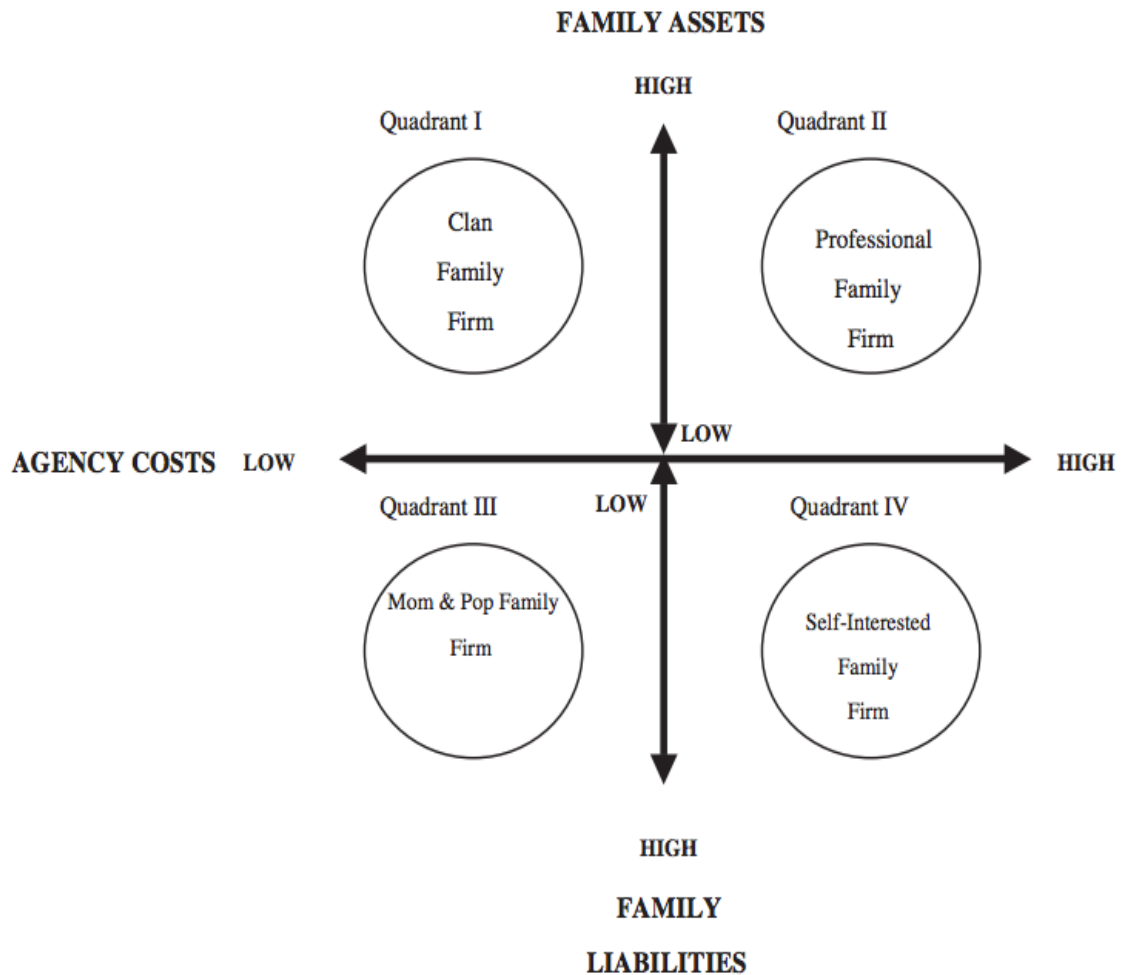 FAMILY ASSETS
HIGH
Quadrant I
Quadrant II
Clan
Family
Firm
Professional
Family
Firm
LOW
AGENCY COSTS LOW
HIGH
LOW
Quadrant III
Quadrant IV
Mom & Pop Family
Firm
Self-Interested
Family
Firm
HIGH
FAMILY
LIABILITIES